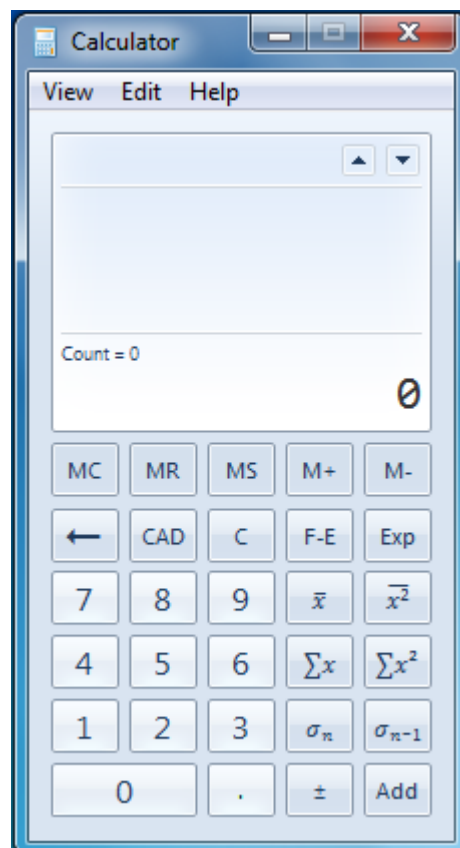 Calculator
View Edit Help
Count = 0
0
MC MR MS M+ M-
← CAD C F-E Exp
7 8 9 x̄ x̅²
4 5 6 ∑x ∑x²
1 2 3 σₙ σₙ₋₁
0 . ± Add